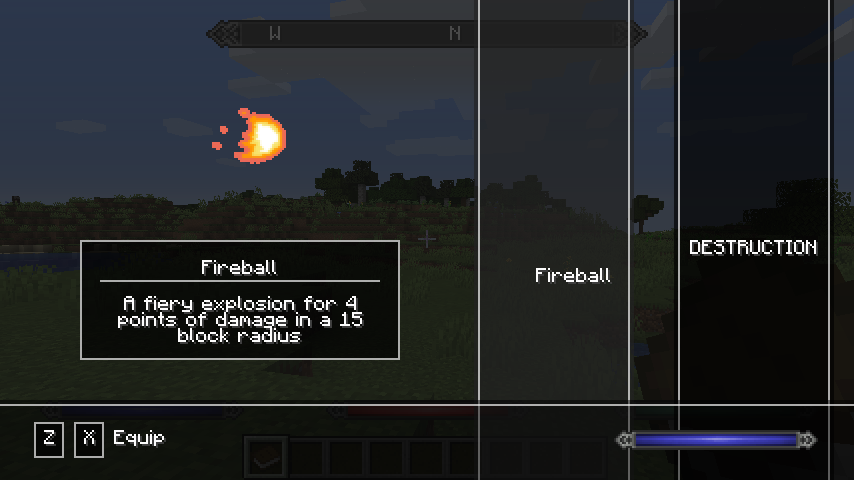 W N
Fireball
A fiery explosion for 4
points of damage in a 15
block radius
Fireball
DESTRUCTION
Z X Equip